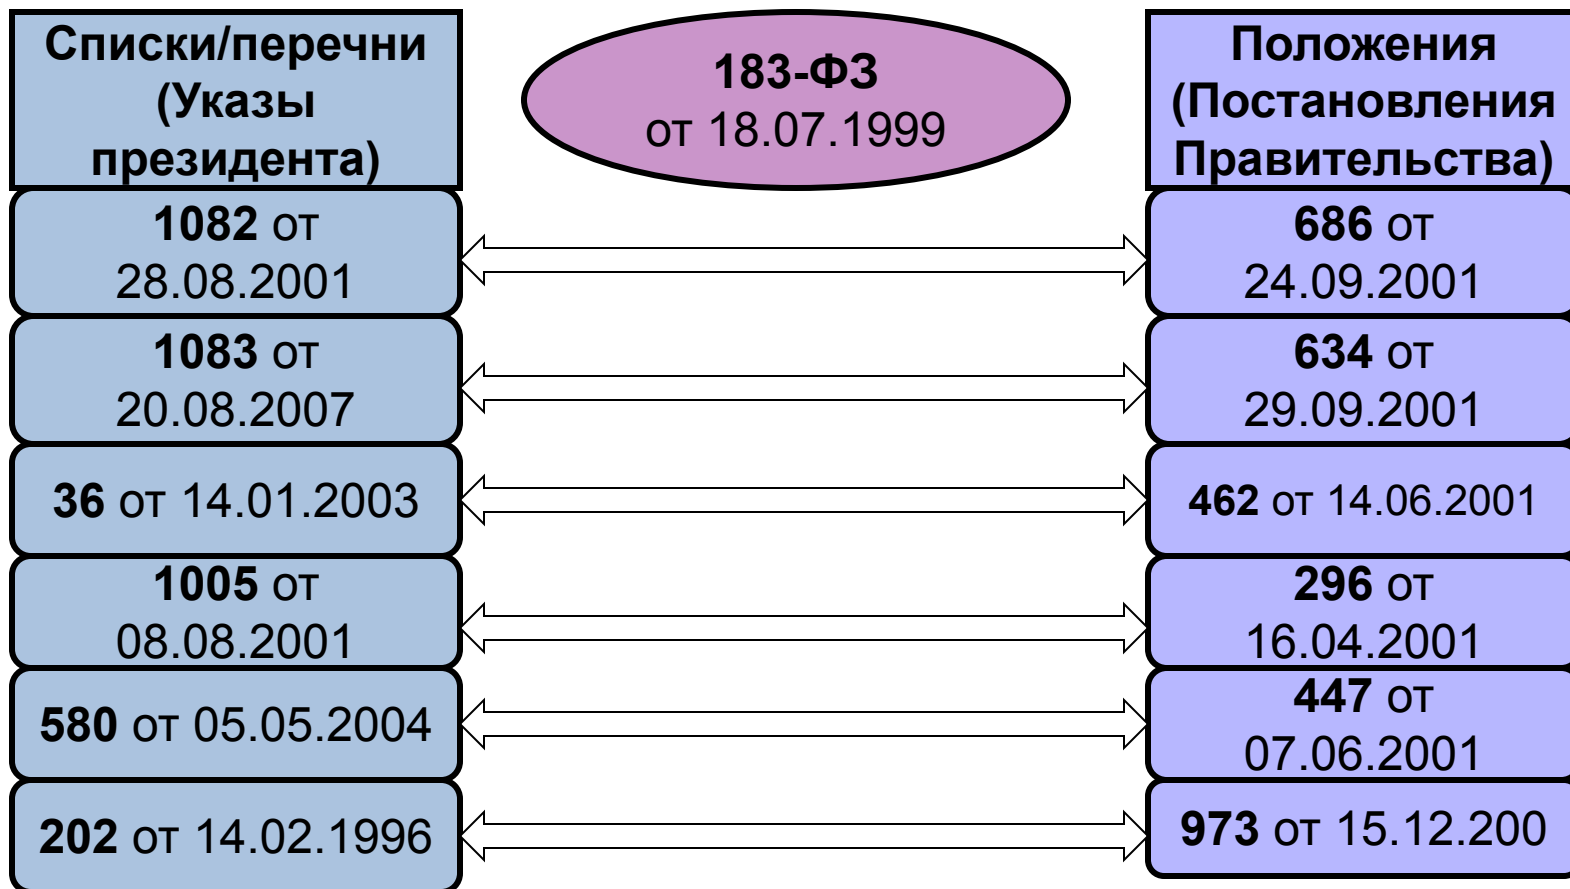 Списки/перечни
(Указы
президента)
183-ФЗ
от 18.07.1999
Положения
(Постановления
Правительства)
1082 от
28.08.2001
686 от
24.09.2001
1083 от
20.08.2007
634 от
29.09.2001
36 от 14.01.2003
462 от 14.06.2001
1005 от
08.08.2001
296 от
16.04.2001
580 от 05.05.2004
447 от
07.06.2001
202 от 14.02.1996
973 от 15.12.200